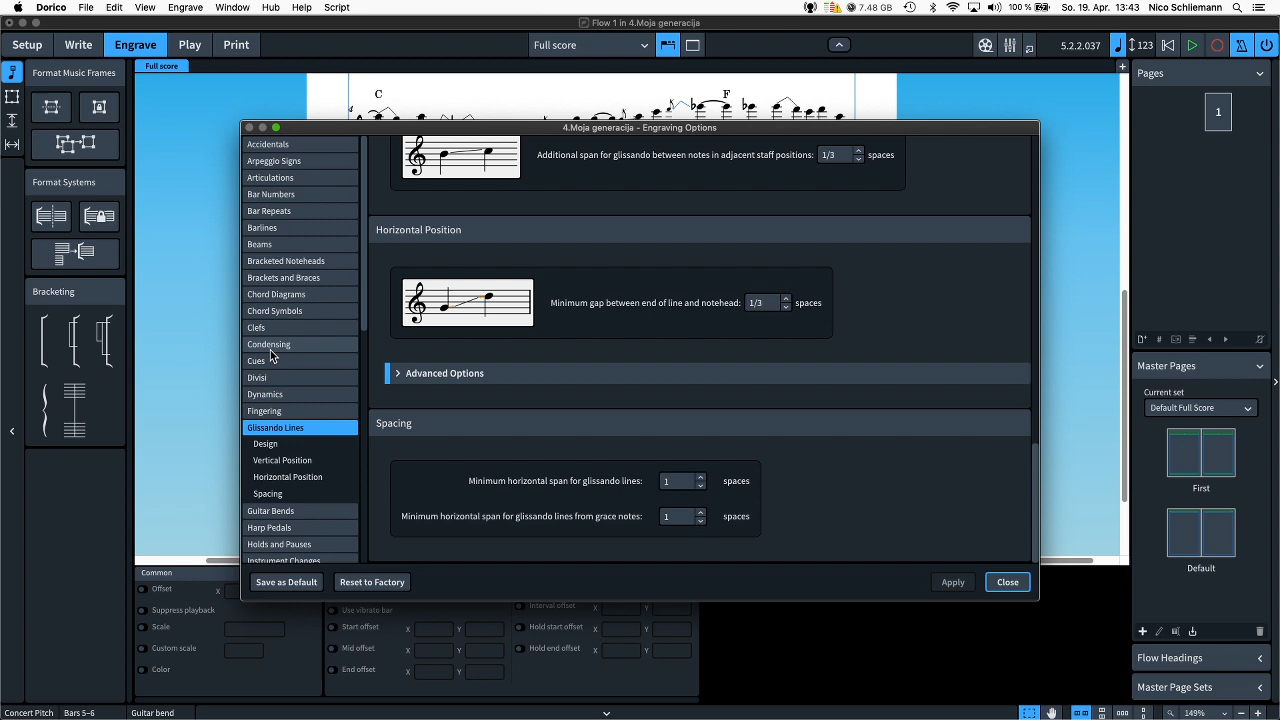 Dorico File Edit View Engrave Window Hub Help Script 7.48 GB 100 % So. 19. Apr. 13:43 Nico Schliemann
Flow 1 in 4.Moja generacija
Setup Write Engrave Play Print Full score 123 5.2.2.037
Format Music Frames
Format Systems
Bracketing
Full score
C F
4.Moja generacija - Engraving Options
Accidentals
Arpeggio Signs
Articulations
Bar Numbers
Bar Repeats
Barlines
Beams
Bracketed Noteheads
Brackets and Braces
Chord Diagrams
Chord Symbols
Clefs
Condensing
Cues
Divisi
Dynamics
Fingering
Glissando Lines
Design
Vertical Position
Horizontal Position
Spacing
Guitar Bends
Harp Pedals
Holds and Pauses
Instrument Changes
Additional span for glissando between notes in adjacent staff positions: 1/3 spaces
Horizontal Position
Minimum gap between end of line and notehead: 1/3 spaces
Advanced Options
Spacing
Minimum horizontal span for glissando lines: 1 spaces
Minimum horizontal span for glissando lines from grace notes: 1 spaces
Save as Default Reset to Factory Apply Close
Common
Offset X
Suppress playback
Scale
Custom scale
Color
Use vibrato bar
Start offset X Y
Mid offset X Y
End offset X Y
Interval offset X Y
Hold start offset X Y
Hold end offset X Y
Pages
1
Master Pages
Current set
Default Full Score
First
Default
Flow Headings
Master Page Sets
Concert Pitch Bars 5–6 Guitar bend 149%